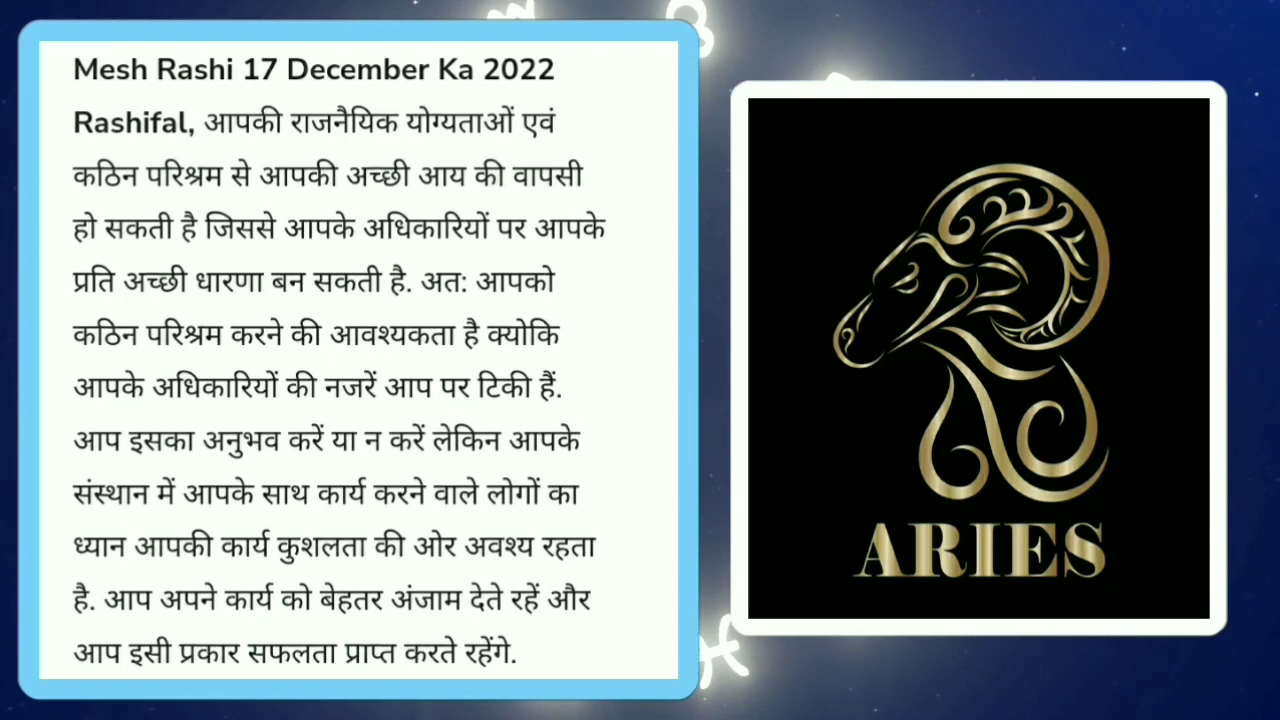 Mesh Rashi 17 December Ka 2022
Rashifal, आपकी राजनैयिक योग्यताओं एवं
कठिन परिश्रम से आपकी अच्छी आय की वापसी
हो सकती है जिससे आपके अधिकारियों पर आपके
प्रति अच्छी धारणा बन सकती है. अत: आपको
कठिन परिश्रम करने की आवश्यकता है क्योकि
आपके अधिकारियों की नजरें आप पर टिकी हैं.
आप इसका अनुभव करें या न करें लेकिन आपके
संस्थान में आपके साथ कार्य करने वाले लोगों का
ध्यान आपकी कार्य कुशलता की ओर अवश्य रहता
है. आप अपने कार्य को बेहतर अंजाम देते रहें और
आप इसी प्रकार सफलता प्राप्त करते रहेंगे.
ARIES